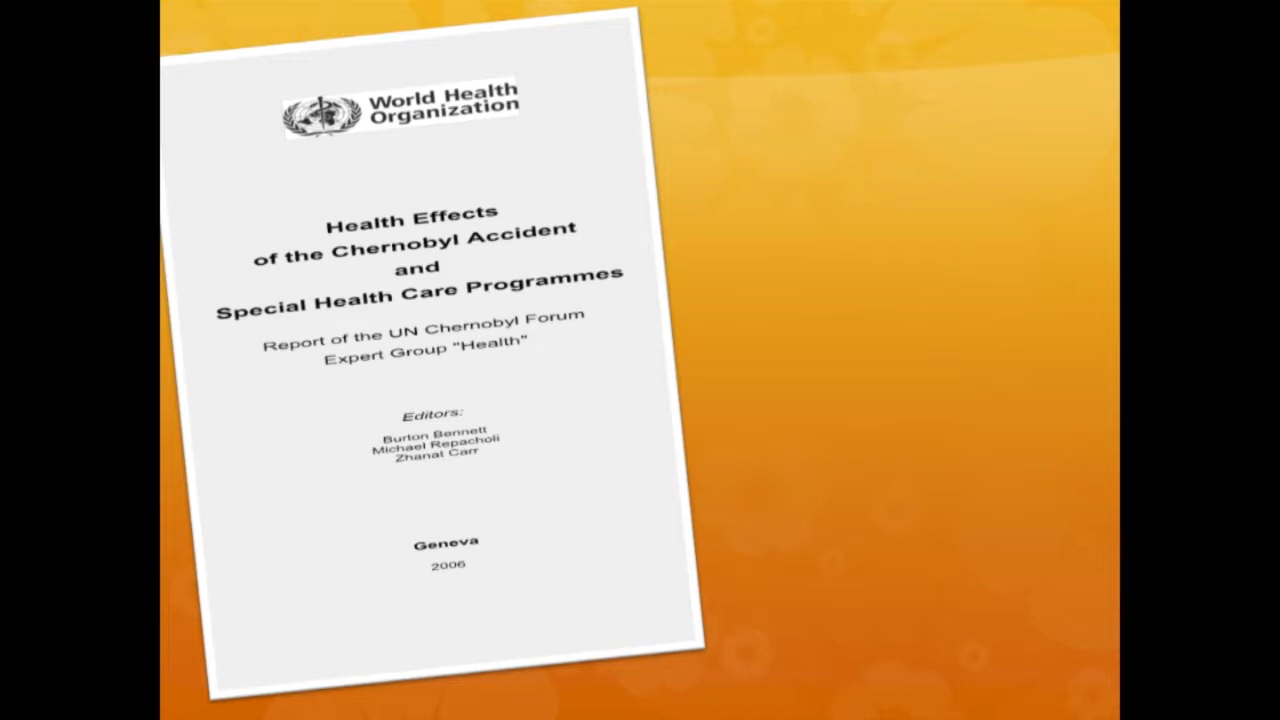 World Health
Organization
Health Effects
of the Chernobyl Accident
and
Special Health Care Programmes
Report of the UN Chernobyl Forum
Expert Group "Health"
Editors:
Burton Bennett
Michael Repacholi
Zhanat Carr
Geneva
2006